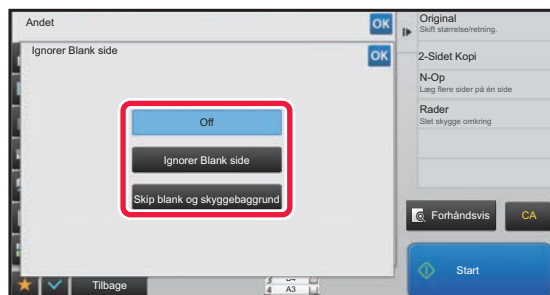 Andet
OK
Ignorer Blank side
OK
Off
Ignorer Blank side
Skip blank og skyggebaggrund
Tilbage
4 A3
Original
Skift størrelse/retning.
2-Sidet Kopi
N-Op
Læg flere sider på én side
Rader
Slet skygge omkring
Forhåndsvis
CA
Start